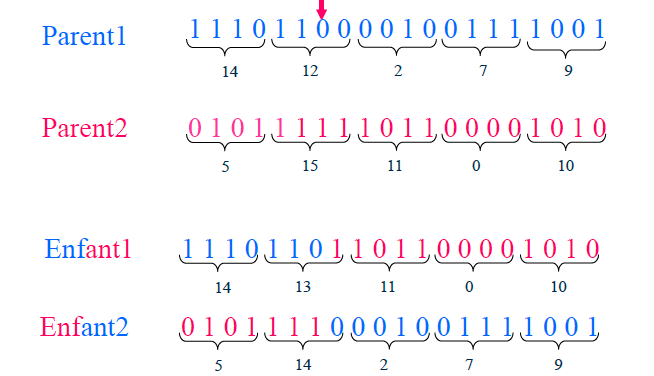 Parent1 1 1 1 0 1 1 0 0 0 0 1 0 0 1 1 1 1 0 0 1
14 12 2 7 9
Parent2 0 1 0 1 1 1 1 1 1 0 1 1 0 0 0 0 1 0 1 0
5 15 11 0 10
Enfant1 1 1 1 0 1 1 0 1 1 0 1 1 0 0 0 0 1 0 1 0
14 13 11 0 10
Enfant2 0 1 0 1 1 1 1 0 0 0 1 0 0 1 1 1 1 0 0 1
5 14 2 7 9